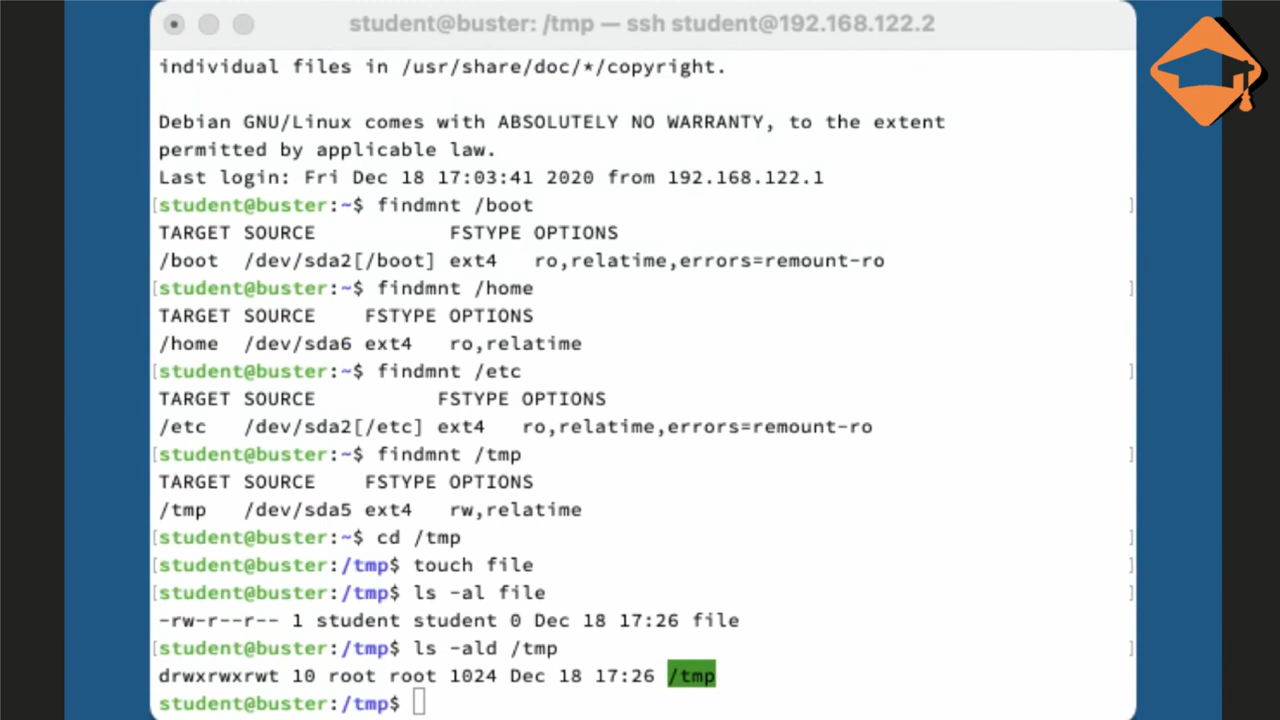 student@buster: /tmp — ssh student@192.168.122.2
individual files in /usr/share/doc/*/copyright.
Debian GNU/Linux comes with ABSOLUTELY NO WARRANTY, to the extent
permitted by applicable law.
Last login: Fri Dec 18 17:03:41 2020 from 192.168.122.1
[student@buster:~$ findmnt /boot ]
TARGET SOURCE           FSTYPE OPTIONS
/boot  /dev/sda2[/boot] ext4   ro,relatime,errors=remount-ro
[student@buster:~$ findmnt /home ]
TARGET SOURCE    FSTYPE OPTIONS
/home  /dev/sda6 ext4   ro,relatime
[student@buster:~$ findmnt /etc ]
TARGET SOURCE          FSTYPE OPTIONS
/etc   /dev/sda2[/etc] ext4   ro,relatime,errors=remount-ro
[student@buster:~$ findmnt /tmp ]
TARGET SOURCE    FSTYPE OPTIONS
/tmp   /dev/sda5 ext4   rw,relatime
[student@buster:~$ cd /tmp ]
[student@buster:/tmp$ touch file ]
[student@buster:/tmp$ ls -al file ]
-rw-r--r-- 1 student student 0 Dec 18 17:26 file
[student@buster:/tmp$ ls -ald /tmp ]
drwxrwxrwt 10 root root 1024 Dec 18 17:26 /tmp
student@buster:/tmp$